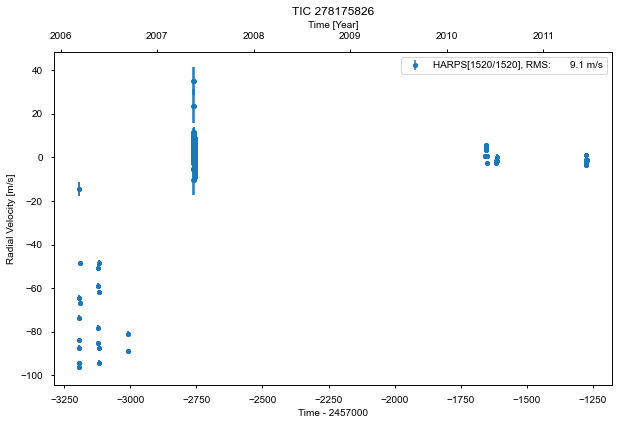 TIC 278175826
Time [Year]
2006 2007 2008 2009 2010 2011
HARPS[1520/1520], RMS: 9.1 m/s
40
20
0
−20
−40
−60
−80
−100
Radial Velocity [m/s]
−3250 −3000 −2750 −2500 −2250 −2000 −1750 −1500 −1250
Time - 2457000